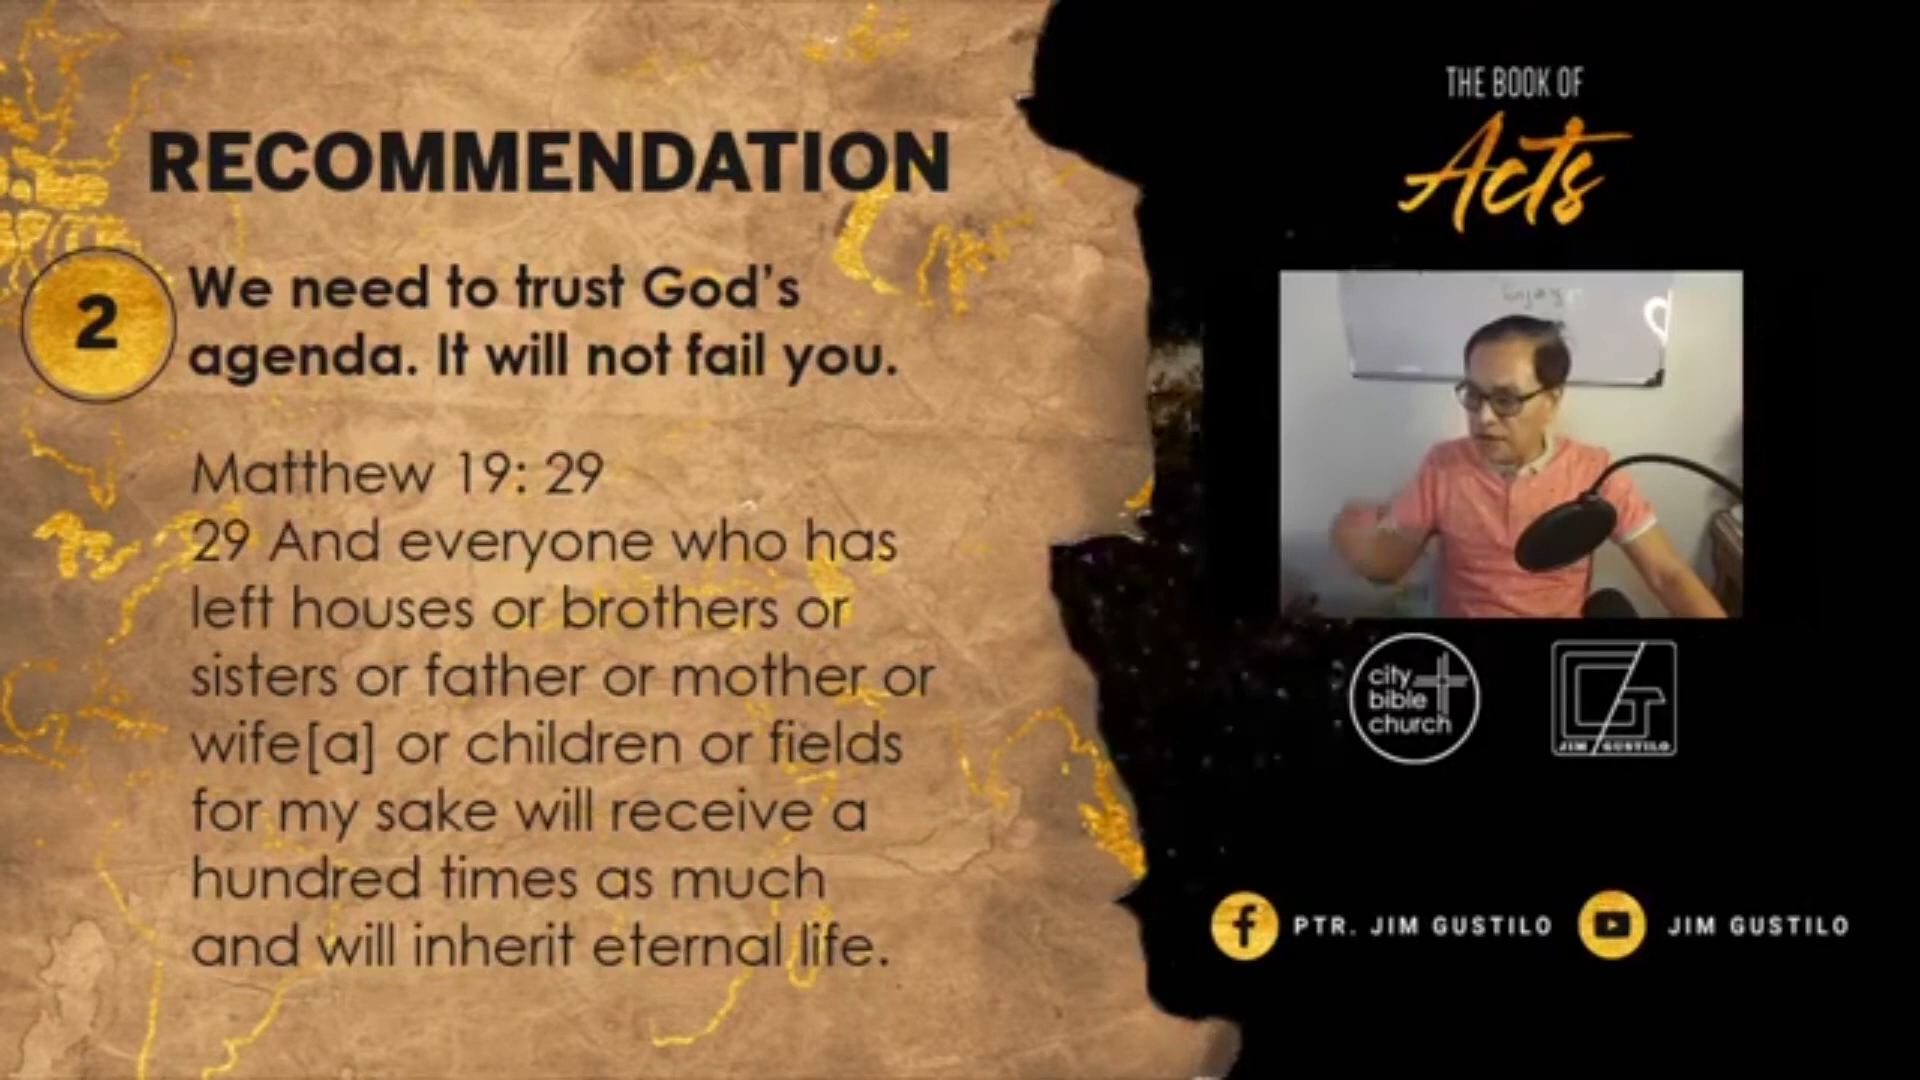 RECOMMENDATION
2
We need to trust God's
agenda. It will not fail you.
Matthew 19: 29
29 And everyone who has
left houses or brothers or
sisters or father or mother or
wife[a] or children or fields
for my sake will receive a
hundred times as much
and will inherit eternal life.
THE BOOK OF
Acts
city
bible
church
JIM GUSTILO
PTR. JIM GUSTILO
JIM GUSTILO